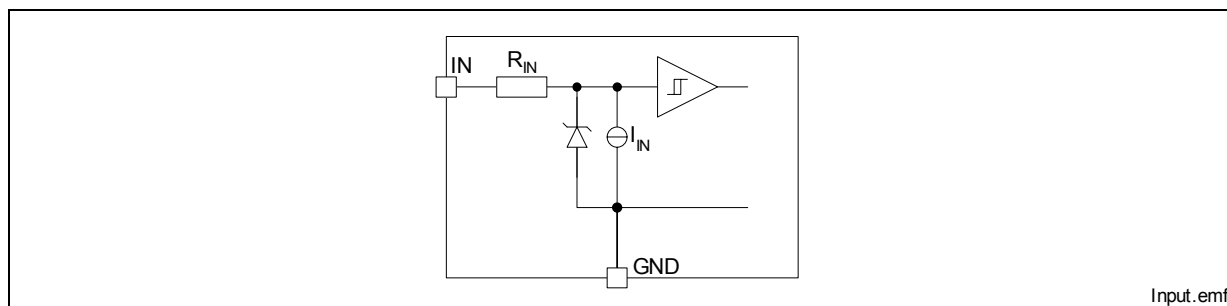 IN
R_IN
I_IN
GND
Input.emf